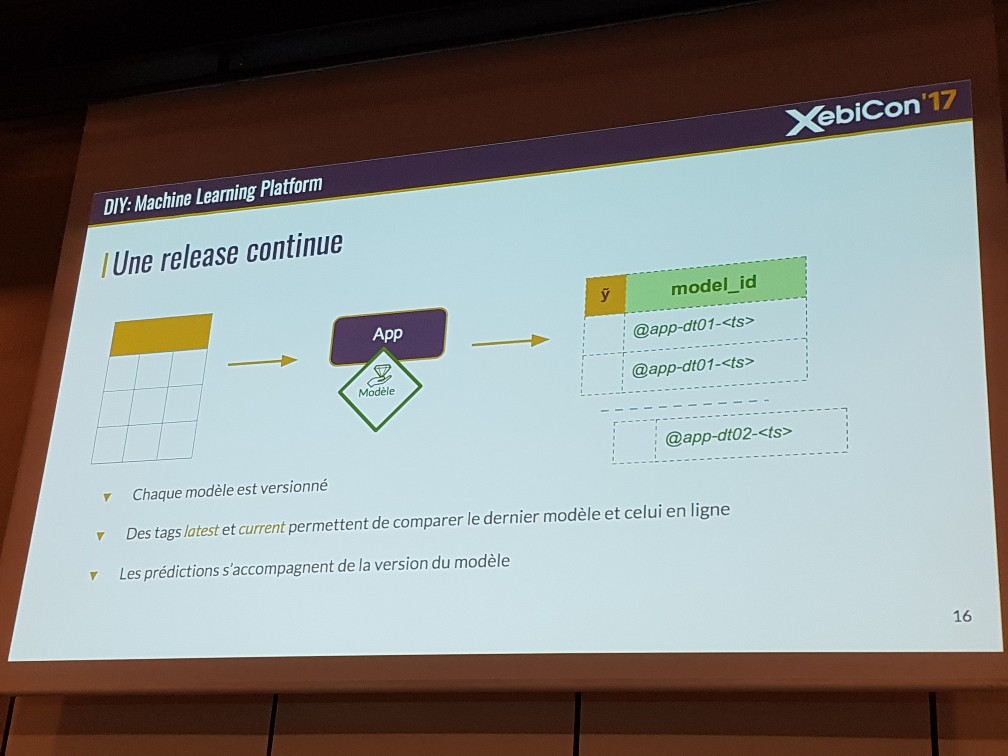 XebiCon'17
DIY: Machine Learning Platform
Une release continue
App
Modèle
ỹ model_id
@app-dt01-<ts>
@app-dt01-<ts>
@app-dt02-<ts>
Chaque modèle est versionné
Des tags latest et current permettent de comparer le dernier modèle et celui en ligne
Les prédictions s'accompagnent de la version du modèle
16